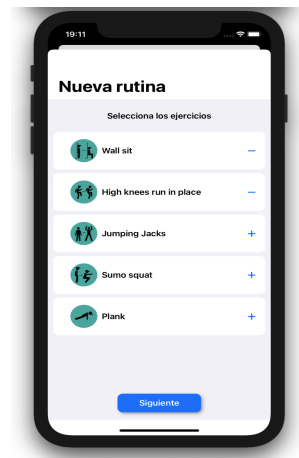 19:11
Nueva rutina
Selecciona los ejercicios
Wall sit
−
High knees run in place
−
Jumping Jacks
+
Sumo squat
+
Plank
+
Siguiente